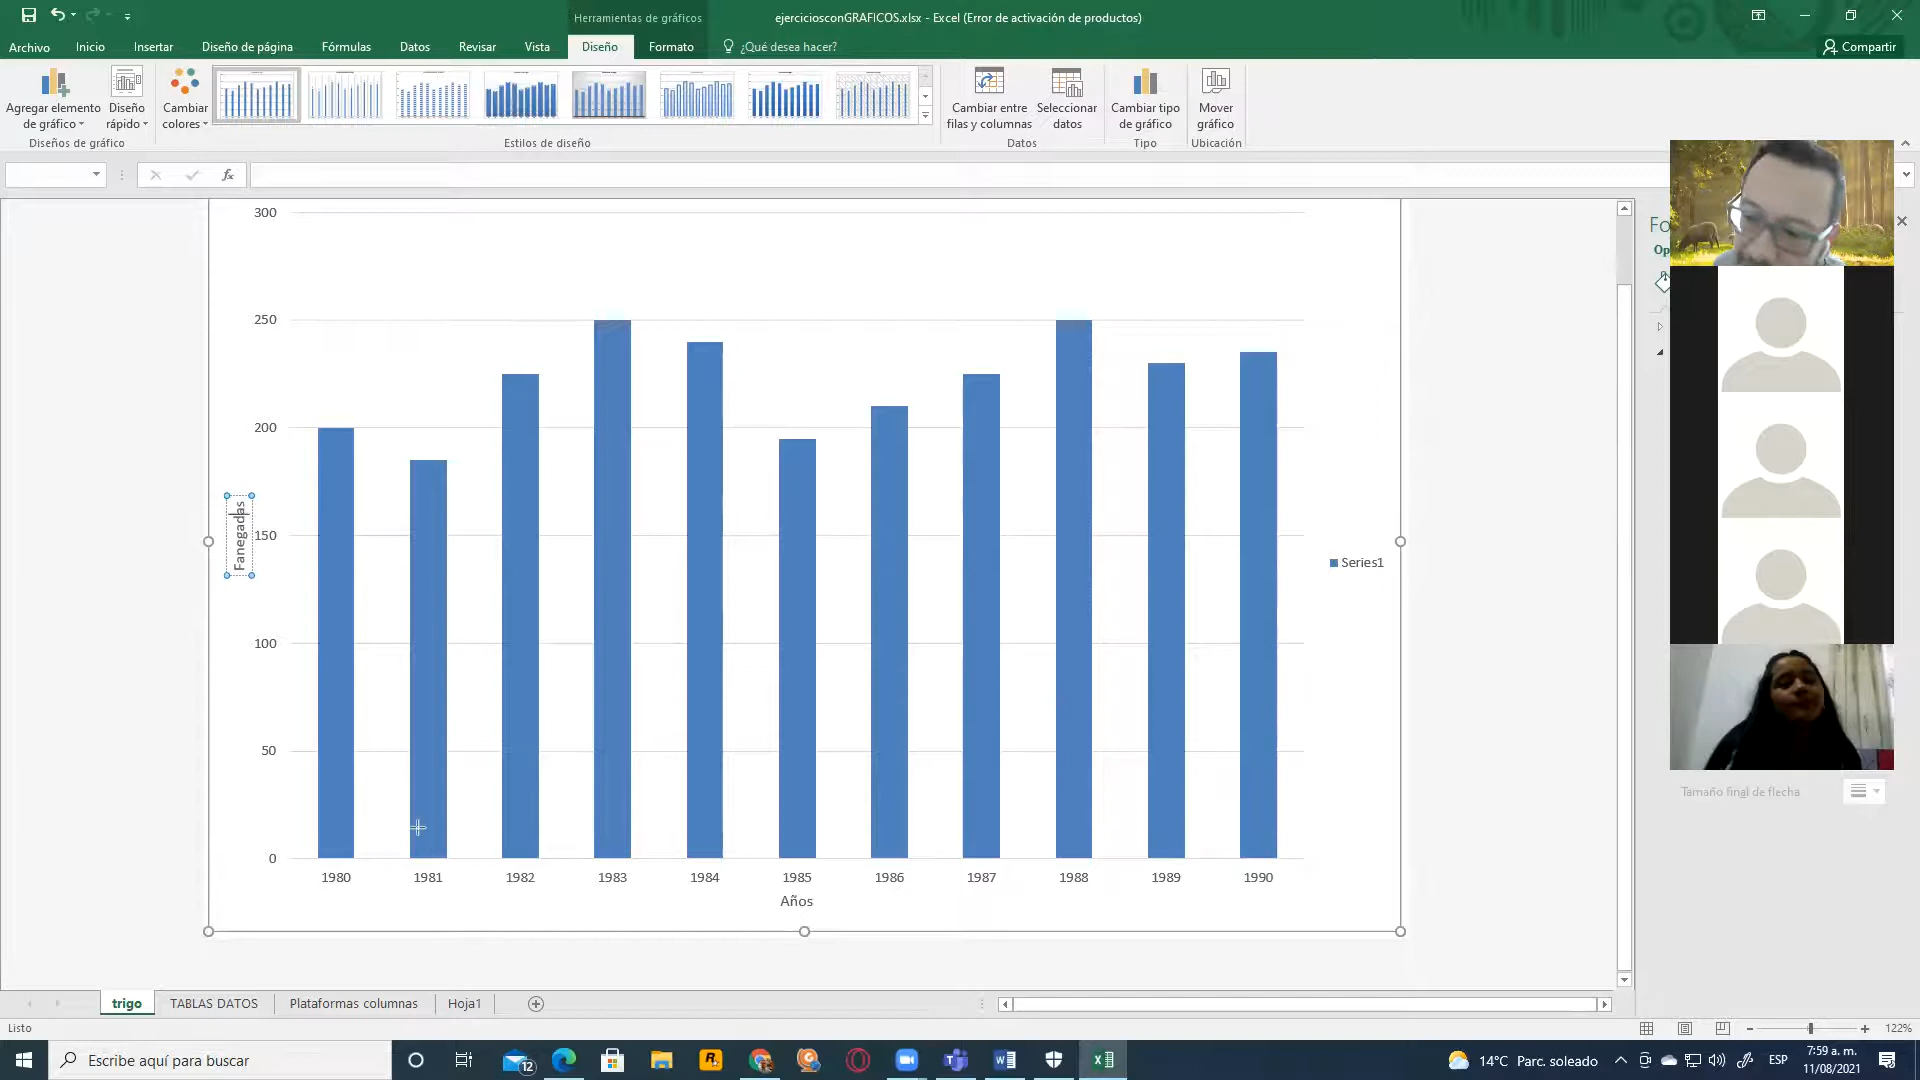 Herramientas de gráficos
ejerciciosconGRAFICOS.xlsx - Excel (Error de activación de productos)
Archivo Inicio Insertar Diseño de página Fórmulas Datos Revisar Vista Diseño Formato ¿Qué desea hacer? Compartir
Agregar elemento de gráfico
Diseño rápido
Cambiar colores
Cambiar entre filas y columnas
Seleccionar datos
Cambiar tipo de gráfico
Mover gráfico
Diseños de gráfico Estilos de diseño Datos Tipo Ubicación
fx
300
250
200
150
100
50
0
Fanegadas
Series1
1980 1981 1982 1983 1984 1985 1986 1987 1988 1989 1990
Años
Fo
Op
Tamaño final de flecha
trigo TABLAS DATOS Plataformas columnas Hoja1
Listo
122%
Escribe aquí para buscar
12
14°C Parc. soleado
ESP
7:59 a. m.
11/08/2021